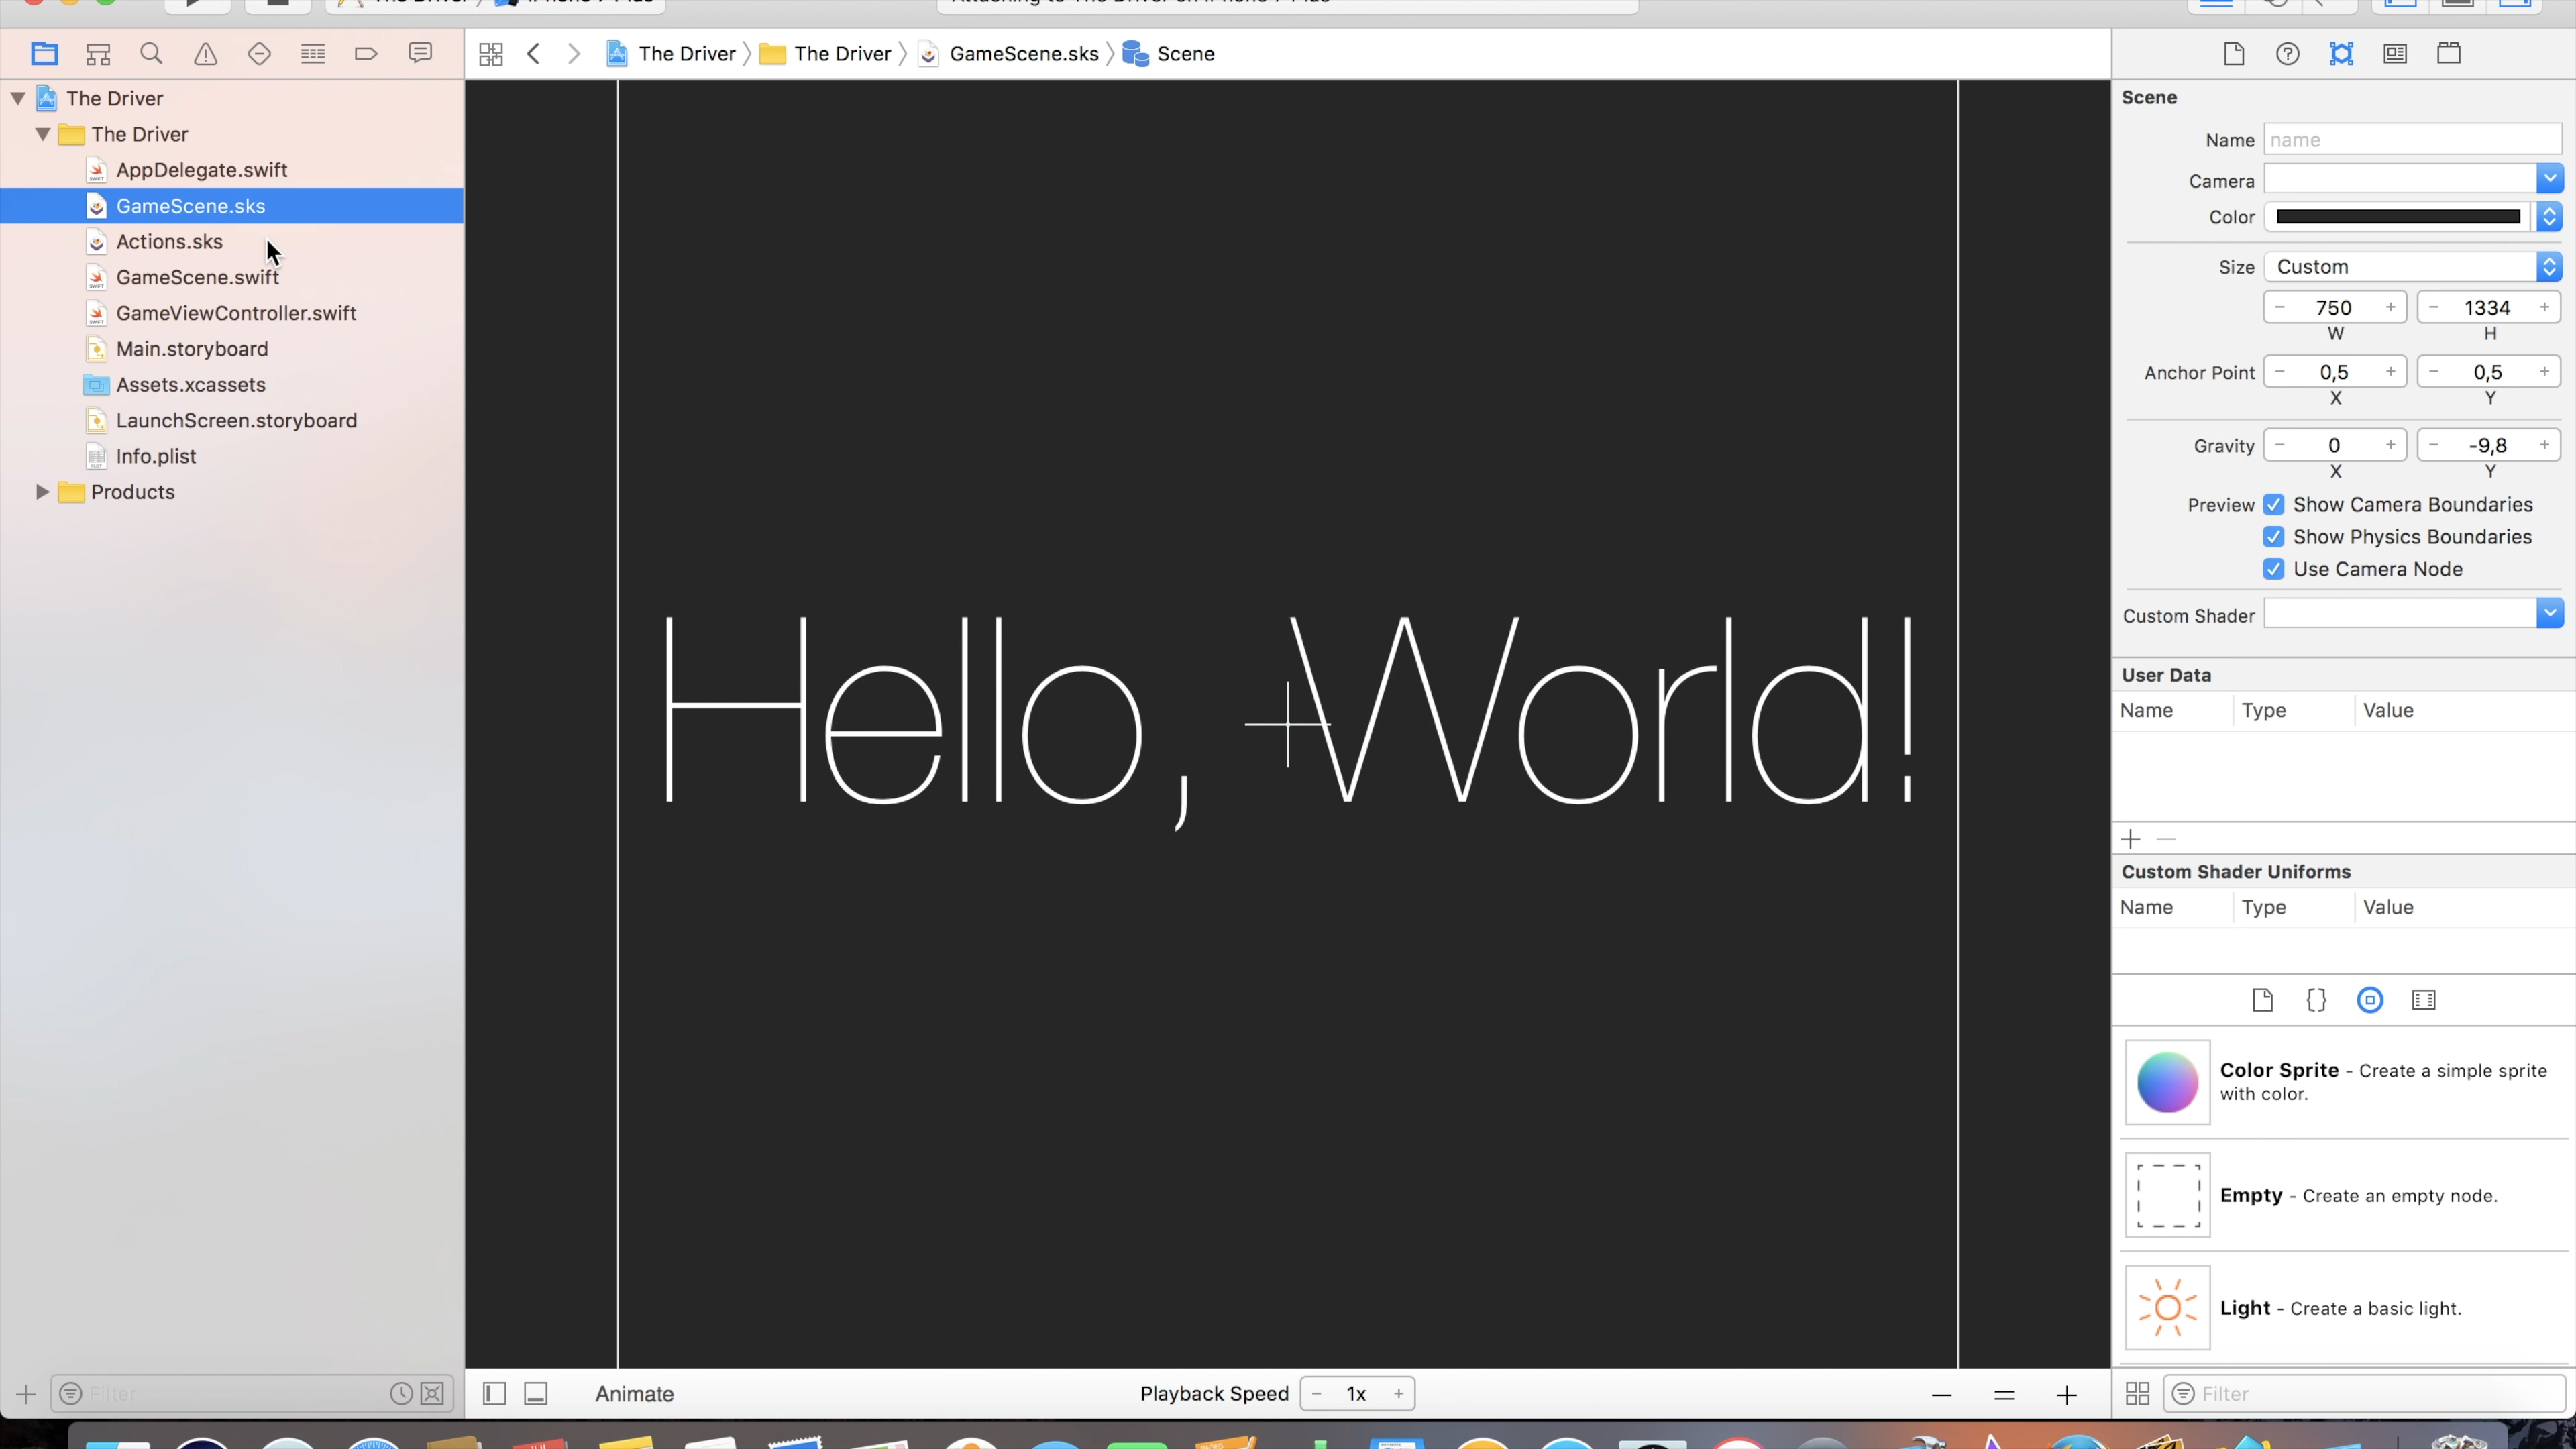 The Driver
The Driver > The Driver > GameScene.sks > Scene
The Driver
The Driver
AppDelegate.swift
GameScene.sks
Actions.sks
GameScene.swift
GameViewController.swift
Main.storyboard
Assets.xcassets
LaunchScreen.storyboard
Info.plist
Products
Filter
Hello, World!
Animate
Playback Speed - 1x +
Scene
Name name
Camera
Color
Size Custom
- 750 + - 1334 +
W H
Anchor Point - 0,5 + - 0,5 +
X Y
Gravity - 0 + - -9,8 +
X Y
Preview Show Camera Boundaries
Show Physics Boundaries
Use Camera Node
Custom Shader
User Data
Name Type Value
Custom Shader Uniforms
Name Type Value
Color Sprite - Create a simple sprite
with color.
Empty - Create an empty node.
Light - Create a basic light.
Filter